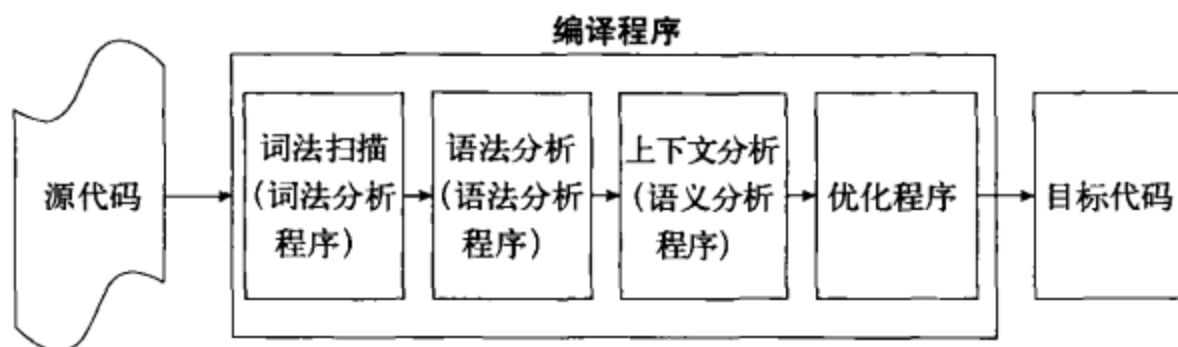 编译程序
源代码
词法扫描
(词法分析
程序)
语法分析
(语法分析
程序)
上下文分析
(语义分析
程序)
优化程序
目标代码